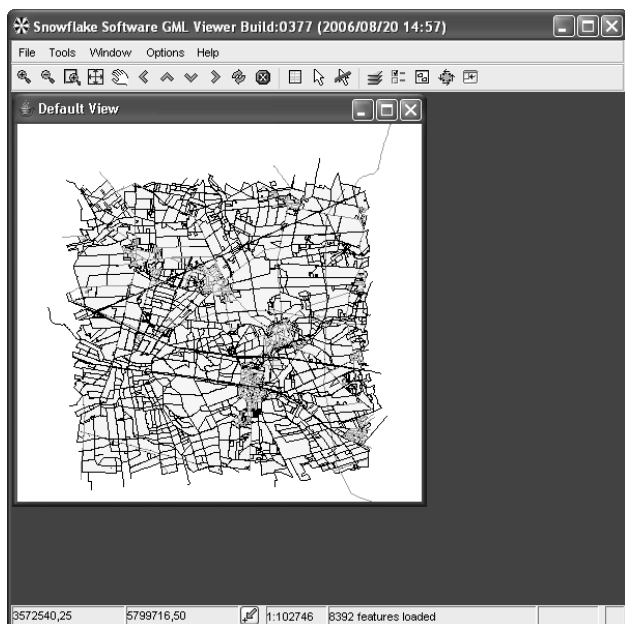 Snowflake Software GML Viewer Build:0377 (2006/08/20 14:57)
File Tools Window Options Help
Default View
3572540,25 5799716,50 1:102746 8392 features loaded